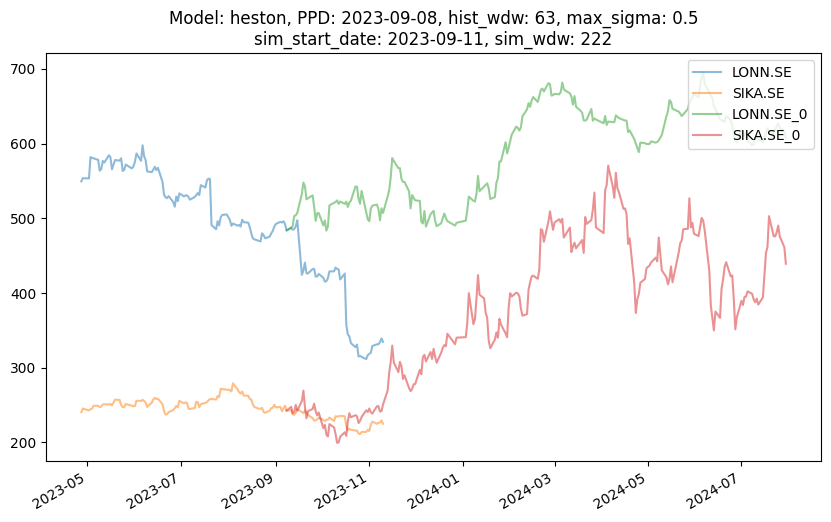 Model: heston, PPD: 2023-09-08, hist_wdw: 63, max_sigma: 0.5
sim_start_date: 2023-09-11, sim_wdw: 222
LONN.SE
SIKA.SE
LONN.SE_0
SIKA.SE_0
700
600
500
400
300
200
2023-05
2023-07
2023-09
2023-11
2024-01
2024-03
2024-05
2024-07